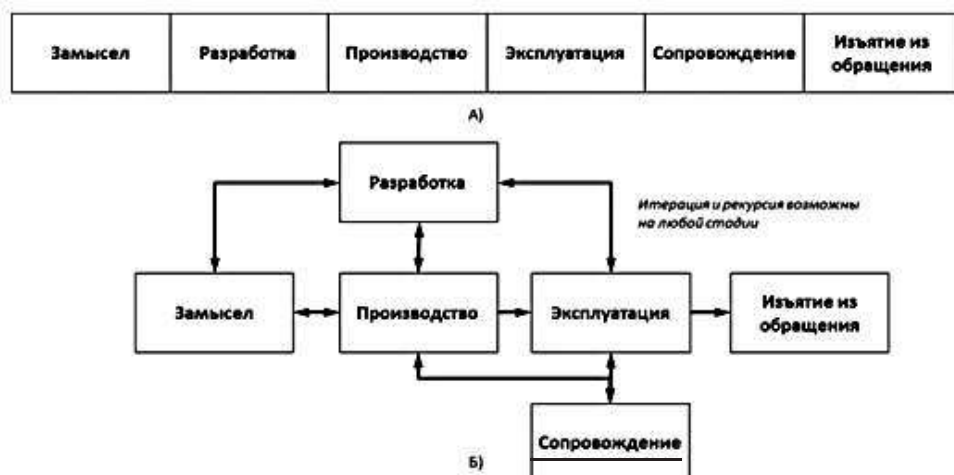 Замысел
Разработка
Производство
Эксплуатация
Сопровождение
Изъятие из
обращения
А)
Разработка
Итерация и рекурсия возможны
на любой стадии
Замысел
Производство
Эксплуатация
Изъятие из
обращения
Сопровождение
Б)